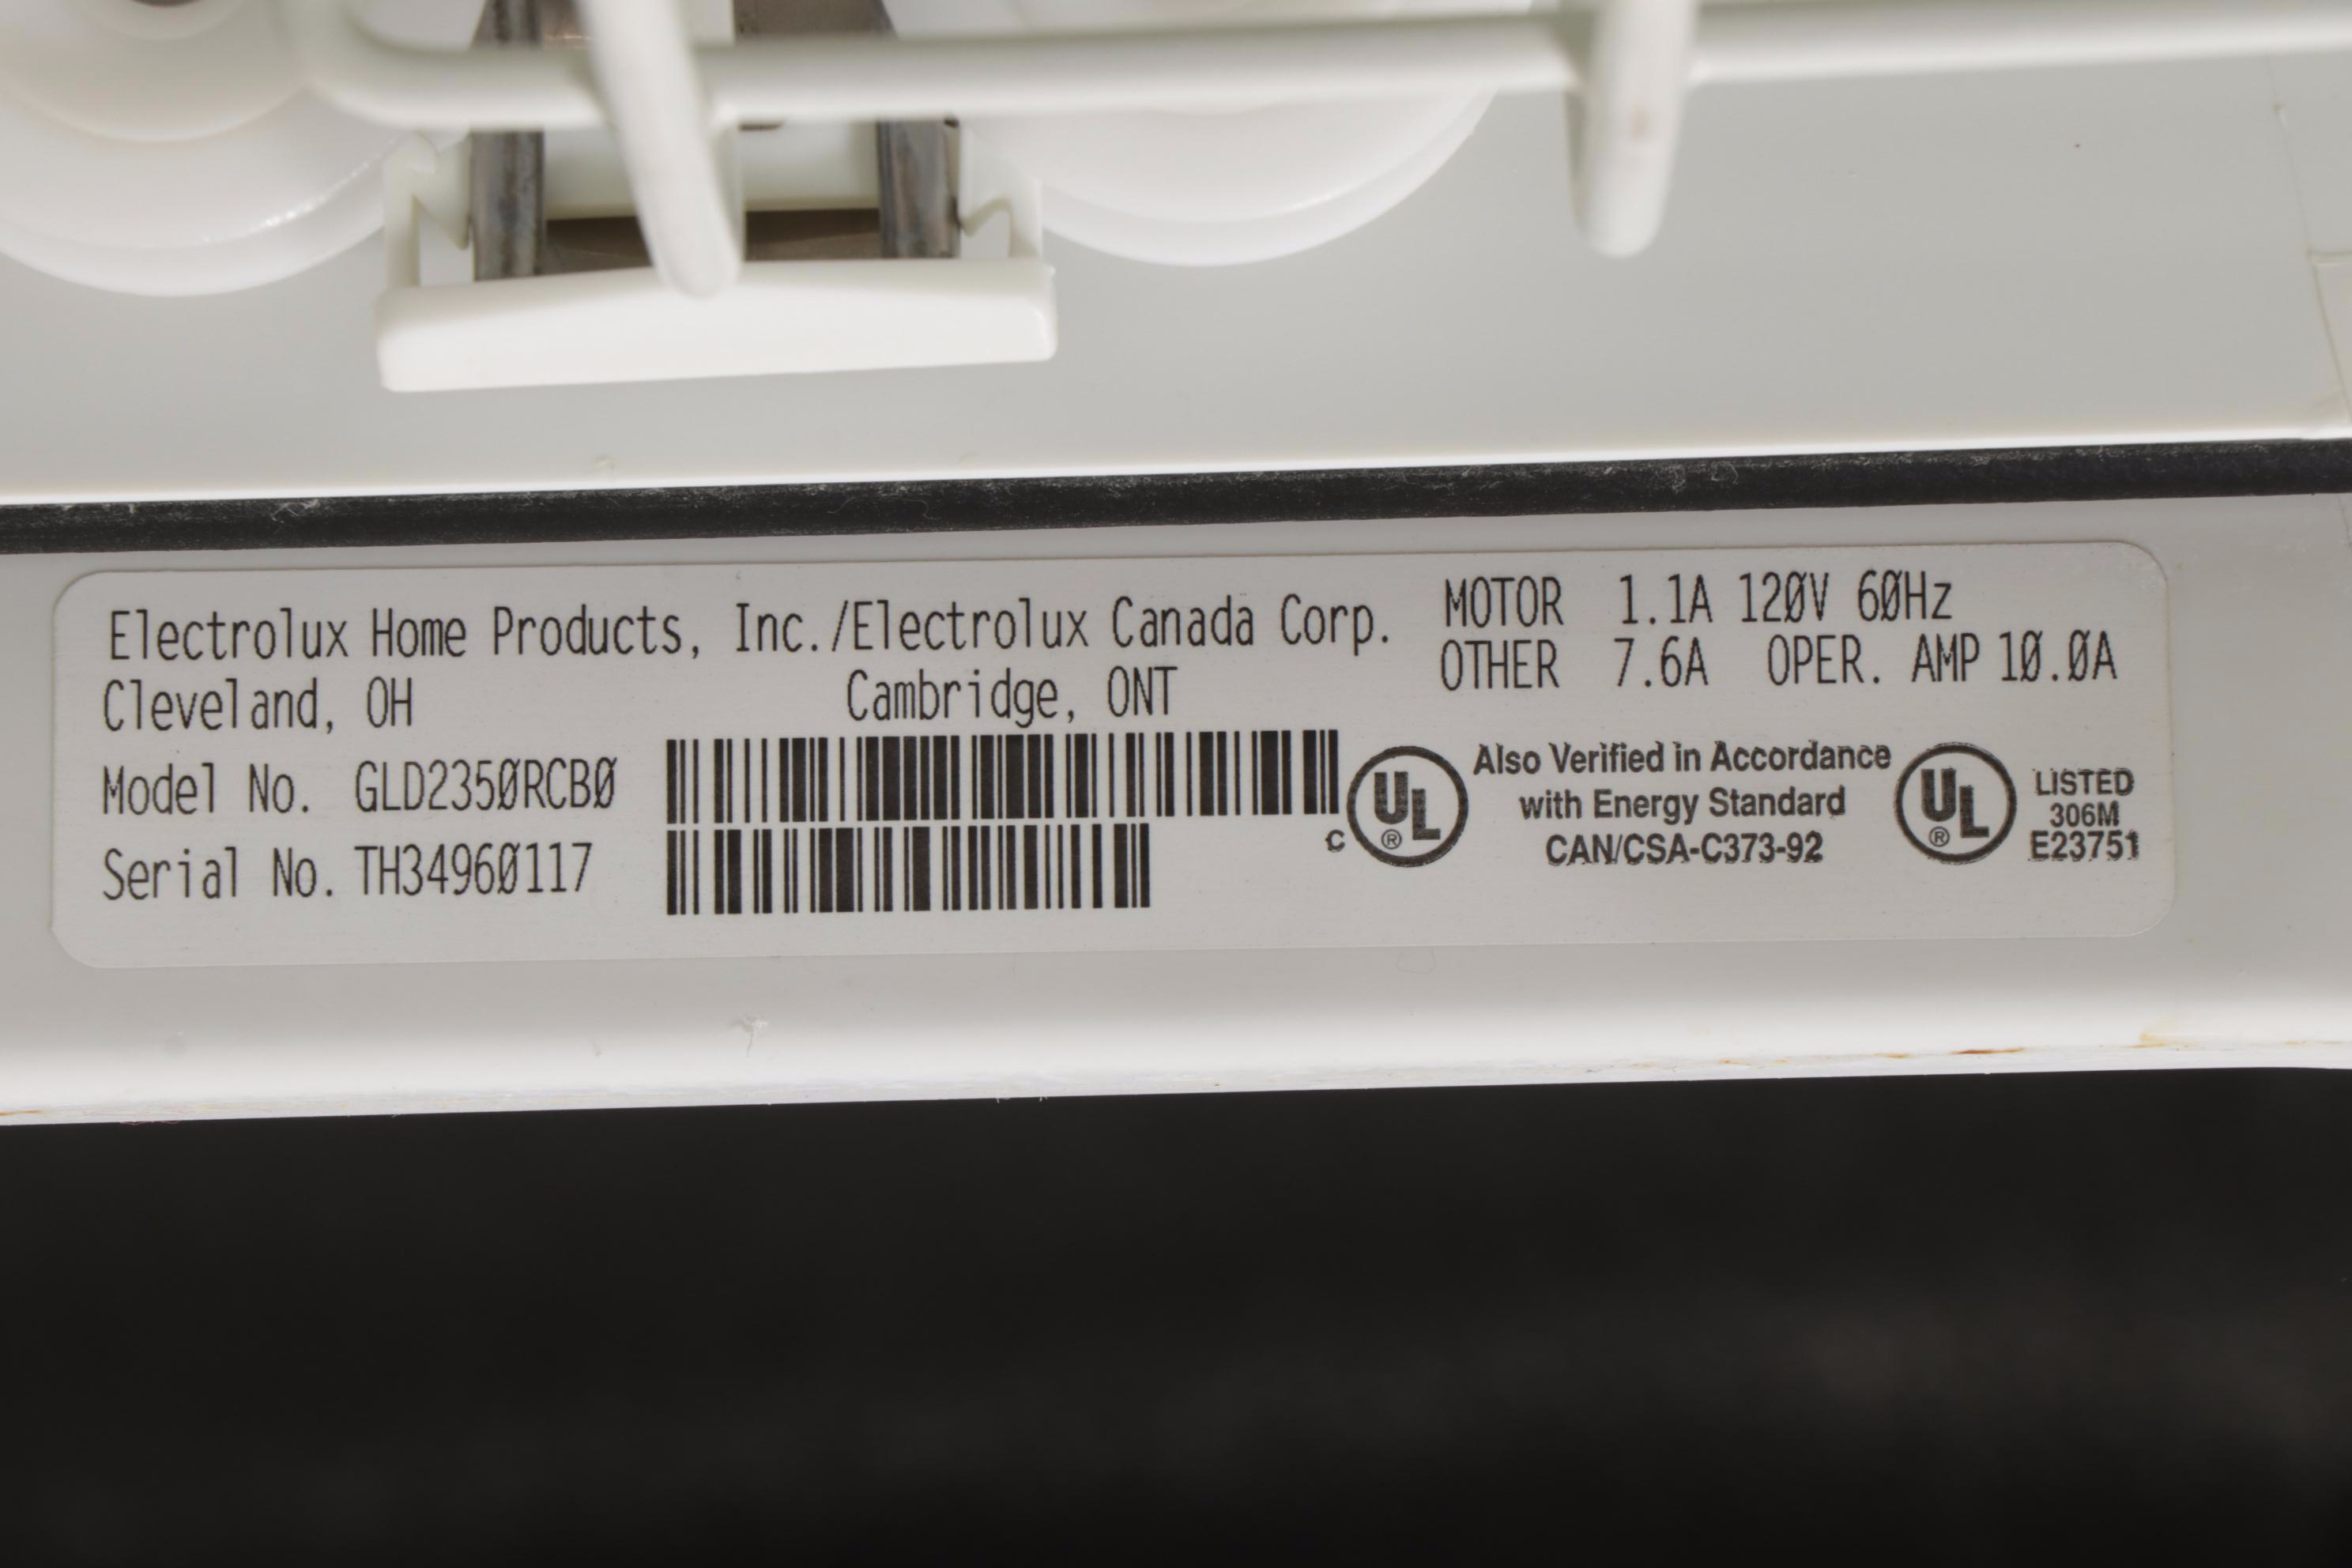 Electrolux Home Products, Inc./Electrolux Canada Corp.
Cleveland, OH Cambridge, ONT
Model No. GLD2350RCB0
Serial No. TH34960117
MOTOR 1.1A 120V 60Hz
OTHER 7.6A OPER. AMP 10.0A
C UL ®
Also Verified in Accordance
with Energy Standard
CAN/CSA-C373-92
UL ®
LISTED
306M
E23751